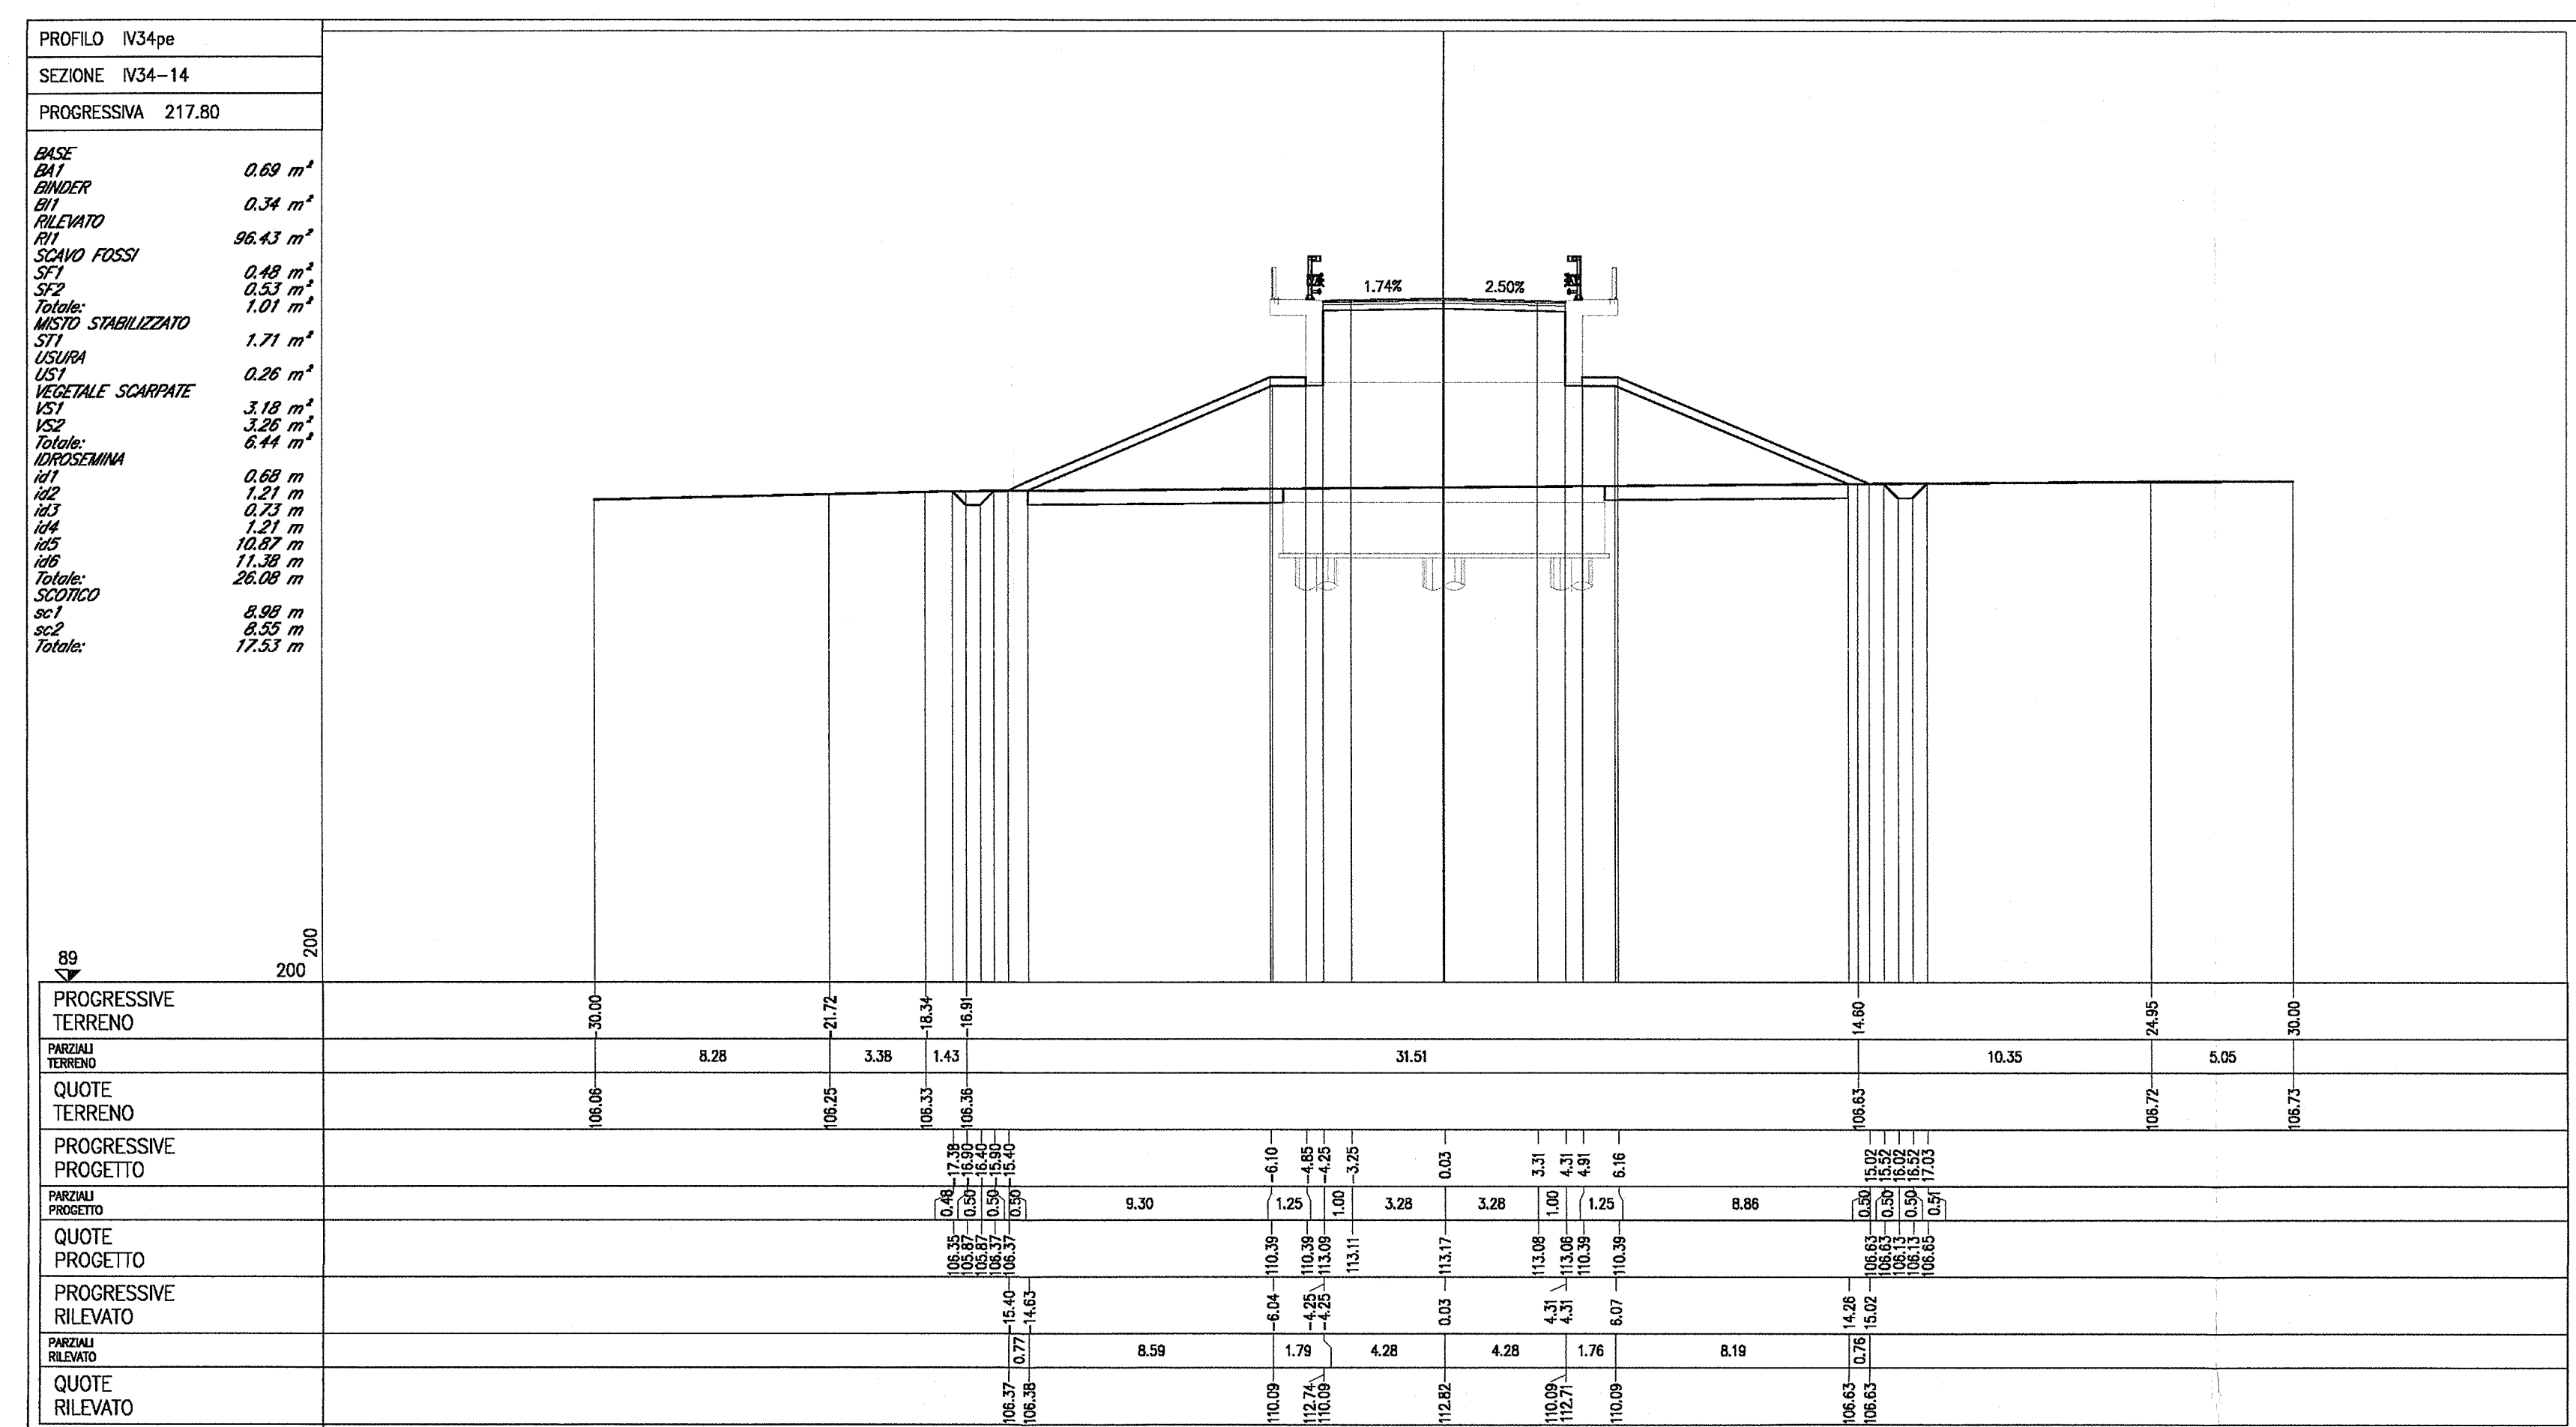 PROFILO IV34pe
SEZIONE IV34-14
PROGRESSIVA 217.80
BASE
BA1 0.69 m²
BINDER
BI1 0.34 m²
RILEVATO
RI1 96.43 m²
SCAVO FOSSI
SF1 0.48 m²
SF2 0.53 m²
Totale: 1.01 m²
MISTO STABILIZZATO
ST1 1.71 m²
USURA
US1 0.26 m²
VEGETALE SCARPATE
VS1 3.18 m²
VS2 3.26 m²
Totale: 6.44 m²
IDROSEMINA
id1 0.68 m
id2 1.21 m
id3 0.73 m
id4 1.21 m
id5 10.87 m
id6 11.38 m
Totale: 26.08 m
SCOTICO
sc1 8.98 m
sc2 8.55 m
Totale: 17.53 m
1.74% 2.50%
89
200
200
PROGRESSIVE
TERRENO
-30.00 -21.72 -18.34 -16.91 14.60 24.95 30.00
PARZIALI
TERRENO
8.28 3.38 1.43 31.51 10.35 5.05
QUOTE
TERRENO
106.06 106.25 106.33 106.36 106.63 106.72 106.73
PROGRESSIVE
PROGETTO
-17.38 -16.90 -16.40 -15.90 -15.40 -6.10 -4.85 -4.25 -3.25 0.03 3.31 4.31 4.91 6.16 15.02 15.52 16.02 16.52 17.03
PARZIALI
PROGETTO
0.48 0.50 0.50 0.50 9.30 1.25 1.00 3.28 3.28 1.00 1.25 8.86 0.50 0.50 0.50 0.51
QUOTE
PROGETTO
106.35 105.87 105.87 106.37 106.37 110.39 110.39 113.09 113.11 113.17 113.08 113.06 110.39 110.39 106.63 106.63 106.13 106.13 106.65
PROGRESSIVE
RILEVATO
-15.40 -14.63 -6.04 -4.25 -4.25 0.03 4.31 4.31 6.07 14.26 15.02
PARZIALI
RILEVATO
0.77 8.59 1.79 4.28 4.28 1.76 8.19 0.76
QUOTE
RILEVATO
106.37 106.38 110.09 112.74 110.09 112.82 110.09 112.71 110.09 106.63 106.63